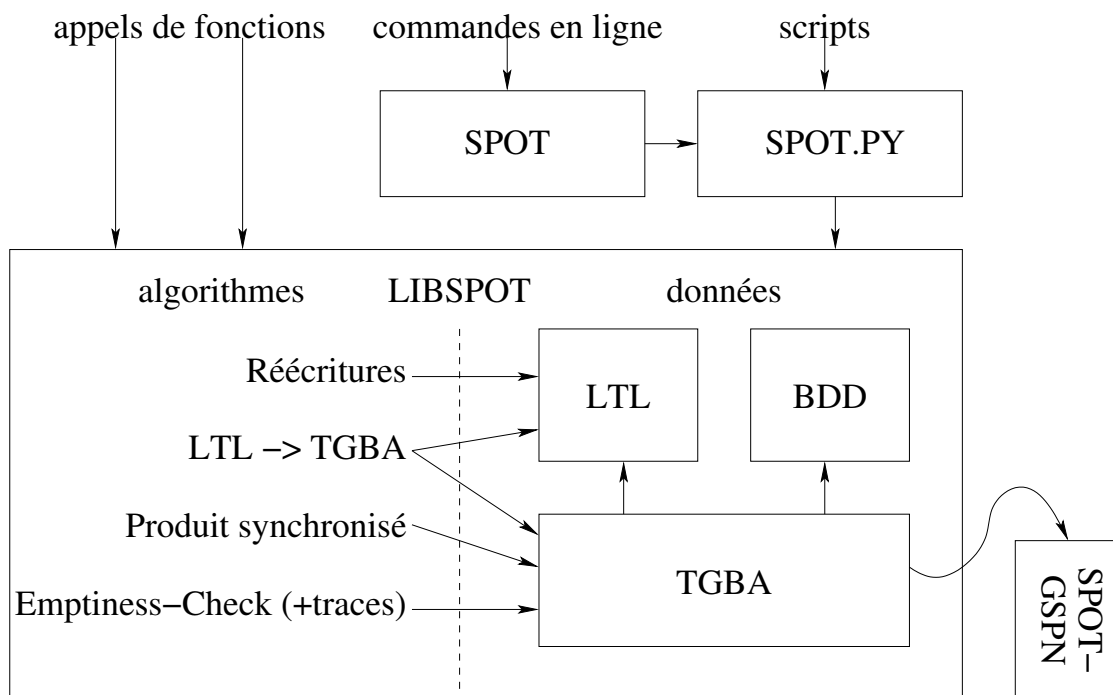 appels de fonctions
commandes en ligne
scripts
SPOT
SPOT.PY
algorithmes
LIBSPOT
données
Réécritures
LTL
BDD
LTL −> TGBA
Produit synchronisé
TGBA
Emptiness−Check (+traces)
SPOT−
GSPN